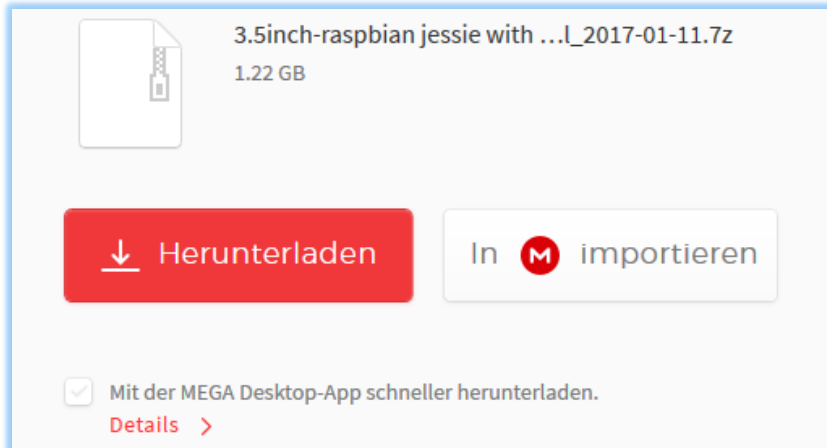 3.5inch-raspbian jessie with …l_2017-01-11.7z
1.22 GB
Herunterladen
In M importieren
Mit der MEGA Desktop-App schneller herunterladen.
Details >